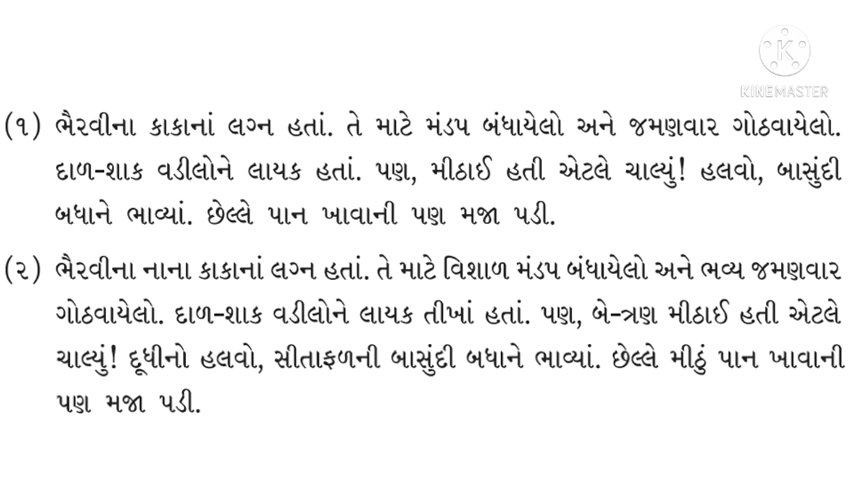 KINEMASTER
(૧) ભૈરવીના કાકાનાં લગ્ન હતાં. તે માટે મંડપ બંધાયેલો અને જમણવાર ગોઠવાયેલો.
દાળ-શાક વડીલોને લાયક હતાં. પણ, મીઠાઈ હતી એટલે ચાલ્યું! હલવો, બાસુંદી
બધાને ભાવ્યાં. છેલ્લે પાન ખાવાની પણ મજા પડી.
(૨) ભૈરવીના નાના કાકાનાં લગ્ન હતાં. તે માટે વિશાળ મંડપ બંધાયેલો અને ભવ્ય જમણવાર
ગોઠવાયેલો. દાળ-શાક વડીલોને લાયક તીખાં હતાં. પણ, બે-ત્રણ મીઠાઈ હતી એટલે
ચાલ્યું! દૂધીનો હલવો, સીતાફળની બાસુંદી બધાને ભાવ્યાં. છેલ્લે મીઠું પાન ખાવાની
પણ મજા પડી.